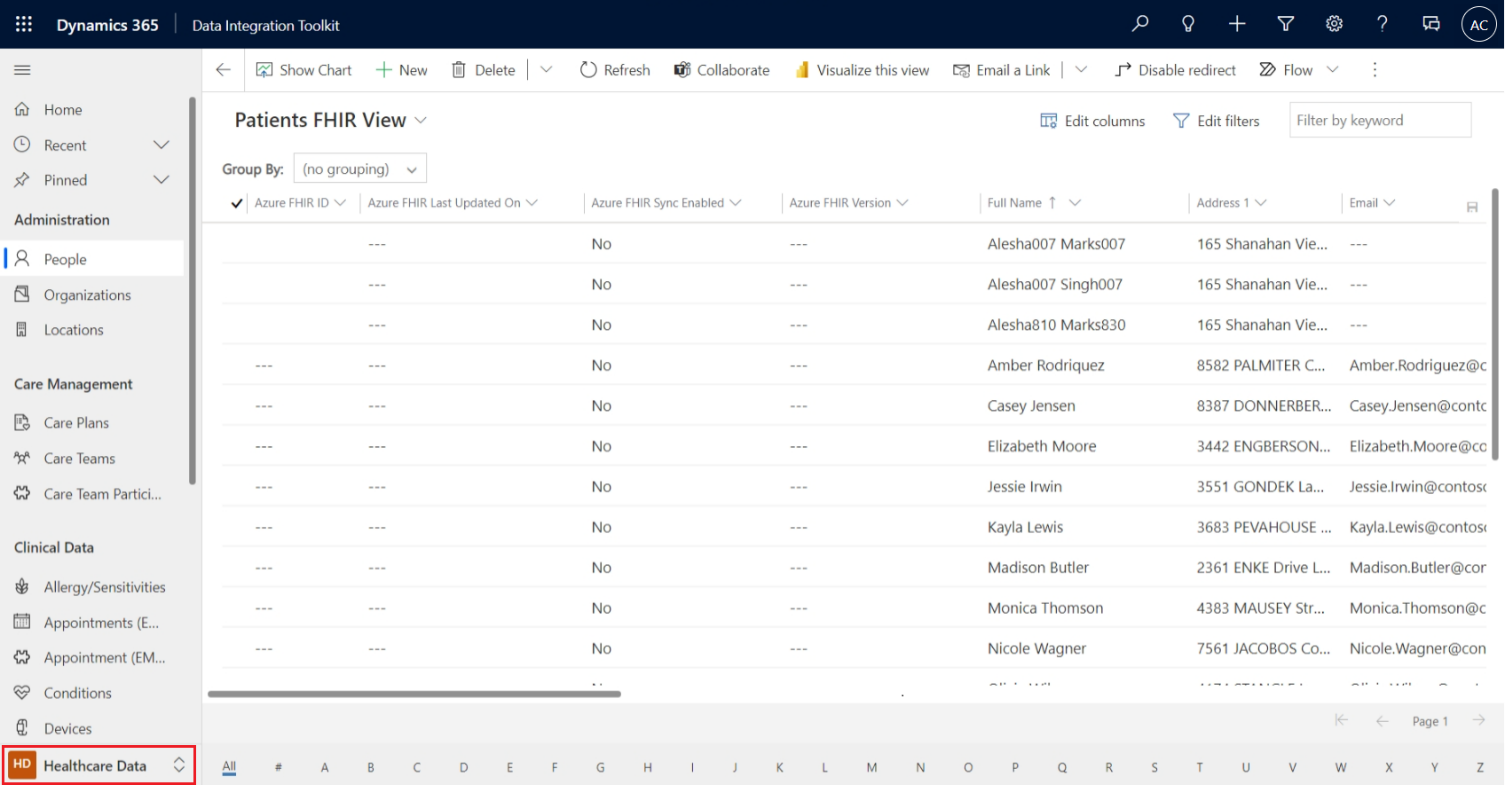 Dynamics 365 Data Integration Toolkit AC
Show Chart New Delete Refresh Collaborate Visualize this view Email a Link Disable redirect Flow
Home
Recent
Pinned
Administration
People
Organizations
Locations
Care Management
Care Plans
Care Teams
Care Team Partici...
Clinical Data
Allergy/Sensitivities
Appointments (E...
Appointment (EM...
Conditions
Devices
HD Healthcare Data
Patients FHIR View Edit columns Edit filters Filter by keyword
Group By: (no grouping)
Azure FHIR ID Azure FHIR Last Updated On Azure FHIR Sync Enabled Azure FHIR Version Full Name ↑ Address 1 Email
--- No --- Alesha007 Marks007 165 Shanahan Vie... ---
--- No --- Alesha007 Singh007 165 Shanahan Vie... ---
--- No --- Alesha810 Marks830 165 Shanahan Vie... ---
--- --- No --- Amber Rodriquez 8582 PALMITER C... Amber.Rodriguez@c
--- --- No --- Casey Jensen 8387 DONNERBER... Casey.Jensen@contc
--- --- No --- Elizabeth Moore 3442 ENGBERSON... Elizabeth.Moore@co
--- --- No --- Jessie Irwin 3551 GONDEK La... Jessie.Irwin@contoso
--- --- No --- Kayla Lewis 3683 PEVAHOUSE ... Kayla.Lewis@contoso
--- --- No --- Madison Butler 2361 ENKE Drive L... Madison.Butler@con
--- --- No --- Monica Thomson 4383 MAUSEY Str... Monica.Thomson@c
--- --- No --- Nicole Wagner 7561 JACOBOS Co... Nicole.Wagner@con
Page 1
All # A B C D E F G H I J K L M N O P Q R S T U V W X Y Z